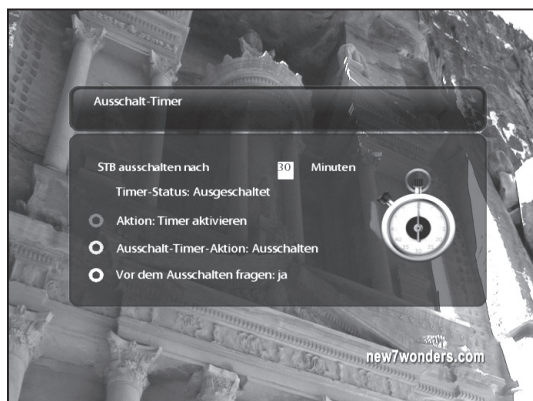 Ausschalt-Timer
STB ausschalten nach 30 Minuten
Timer-Status: Ausgeschaltet
Aktion: Timer aktivieren
Ausschalt-Timer-Aktion: Ausschalten
Vor dem Ausschalten fragen: ja
new7wonders.com